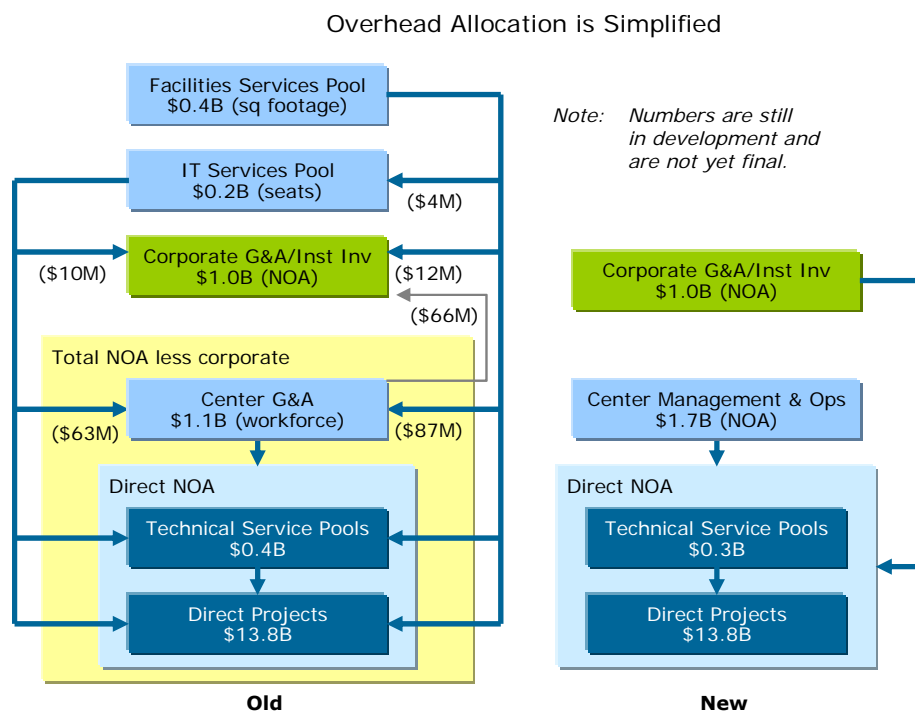 Overhead Allocation is Simplified
Facilities Services Pool
$0.4B (sq footage)
Note: Numbers are still
in development and
are not yet final.
IT Services Pool
$0.2B (seats)
($4M)
Corporate G&A/Inst Inv
$1.0B (NOA)
($10M)
($12M)
($66M)
Corporate G&A/Inst Inv
$1.0B (NOA)
Total NOA less corporate
Center G&A
$1.1B (workforce)
($63M)
($87M)
Center Management & Ops
$1.7B (NOA)
Direct NOA
Technical Service Pools
$0.4B
Direct Projects
$13.8B
Direct NOA
Technical Service Pools
$0.3B
Direct Projects
$13.8B
Old
New